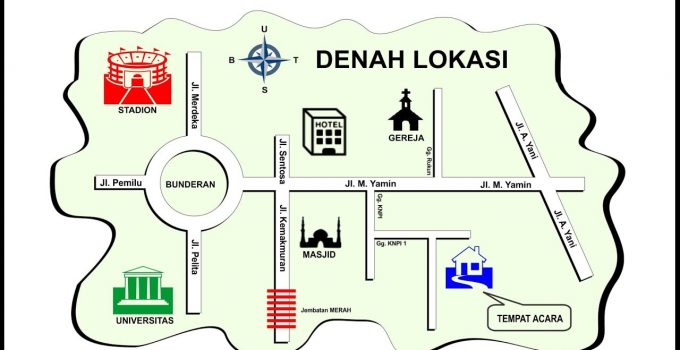 U
B
T
S
DENAH LOKASI
STADION
Jl. Merdeka
HOTEL
GEREJA
Jl. Sentosa
Gg. Rukun
Jl. A. Yani
Jl. Pemilu
BUNDERAN
Jl. M. Yamin
Jl. M. Yamin
Jl. Kemakmuran
Gg. KNPI
Jl. A. Yani
Jl. Pelita
MASJID
Gg. KNPI 1
UNIVERSITAS
Jembatan MERAH
TEMPAT ACARA